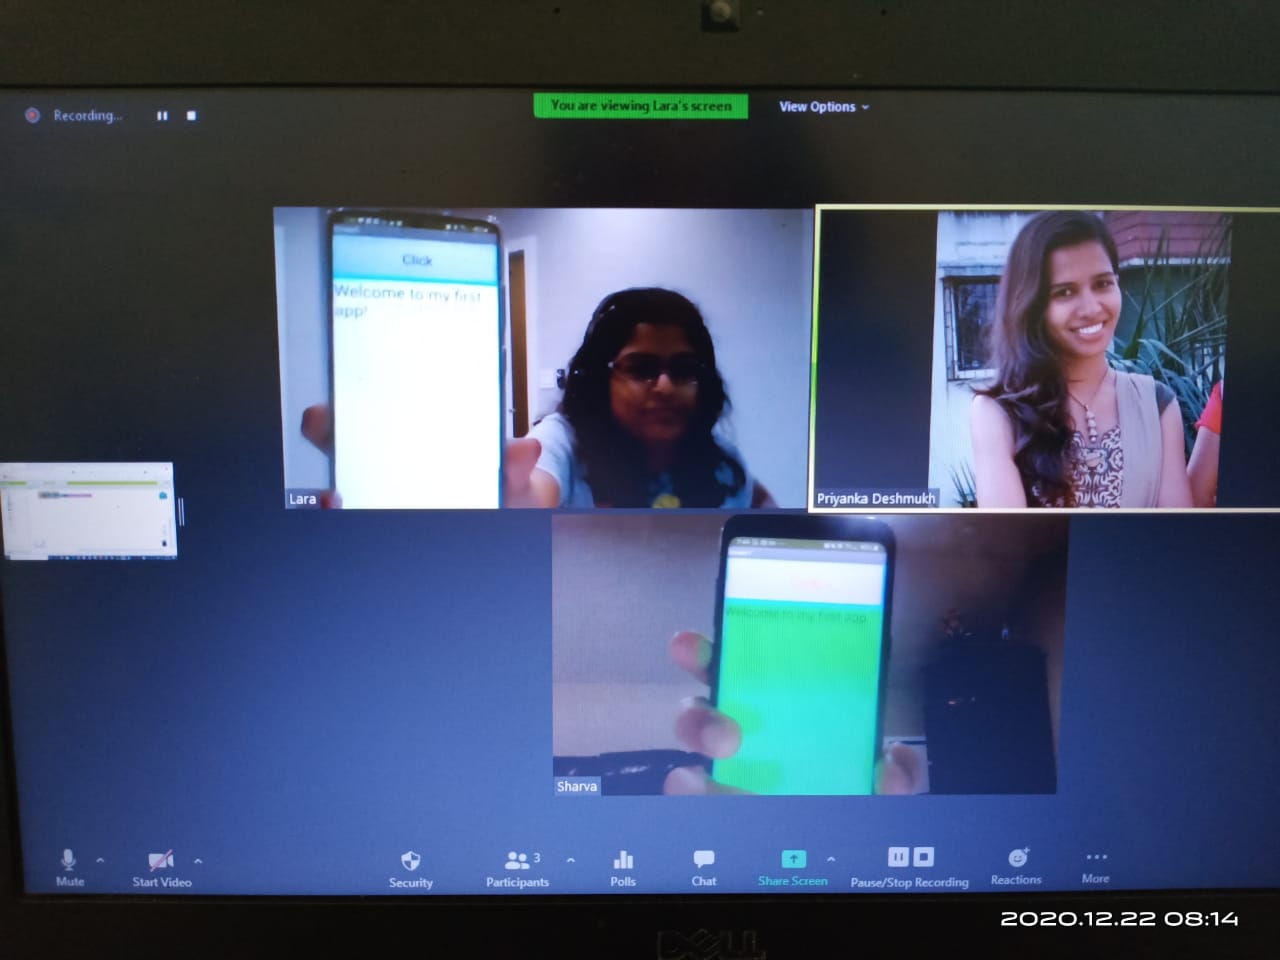 Recording...
You are viewing Lara's screen
View Options
Click
Welcome to my first
app!
Lara
Priyanka Deshmukh
Welcome to my first app
Sharva
Mute
Start Video
Security
Participants
3
Polls
Chat
Share Screen
Pause/Stop Recording
Reactions
More
2020.12.22 08:14
DELL